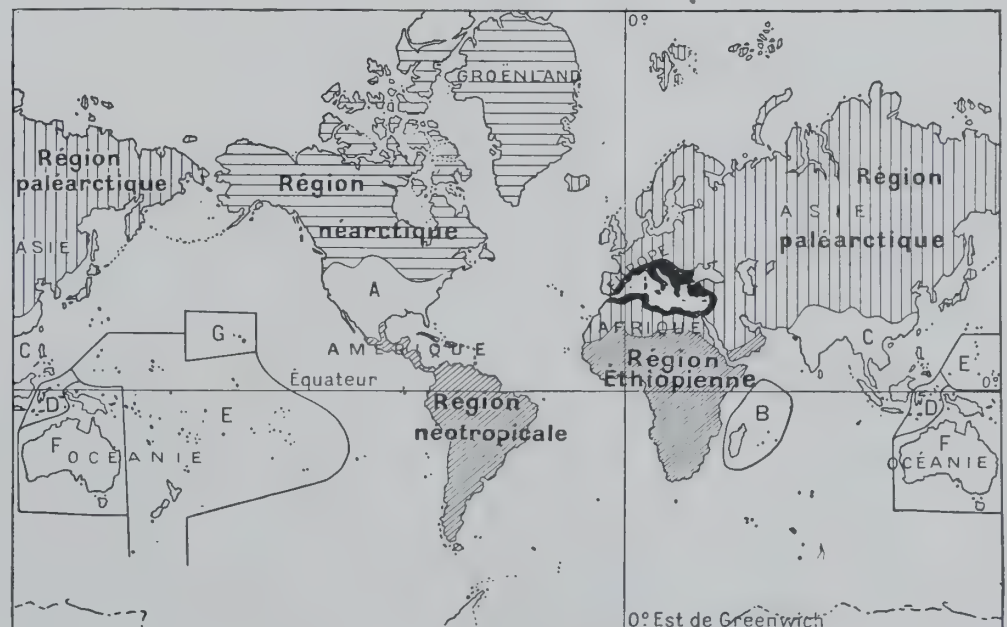 0°
GROENLAND
Région
paléarctique
ASIE
Région
néarctique
A
Région
ASIE
paléarctique
AFRIQUE
G
AMÉRIQUE
C
C
Équateur
Région
Éthiopienne
E
0°
D
E
Région
néotropicale
B
D
F
OCÉANIE
F
OCÉANIE
0° Est de Greenwich